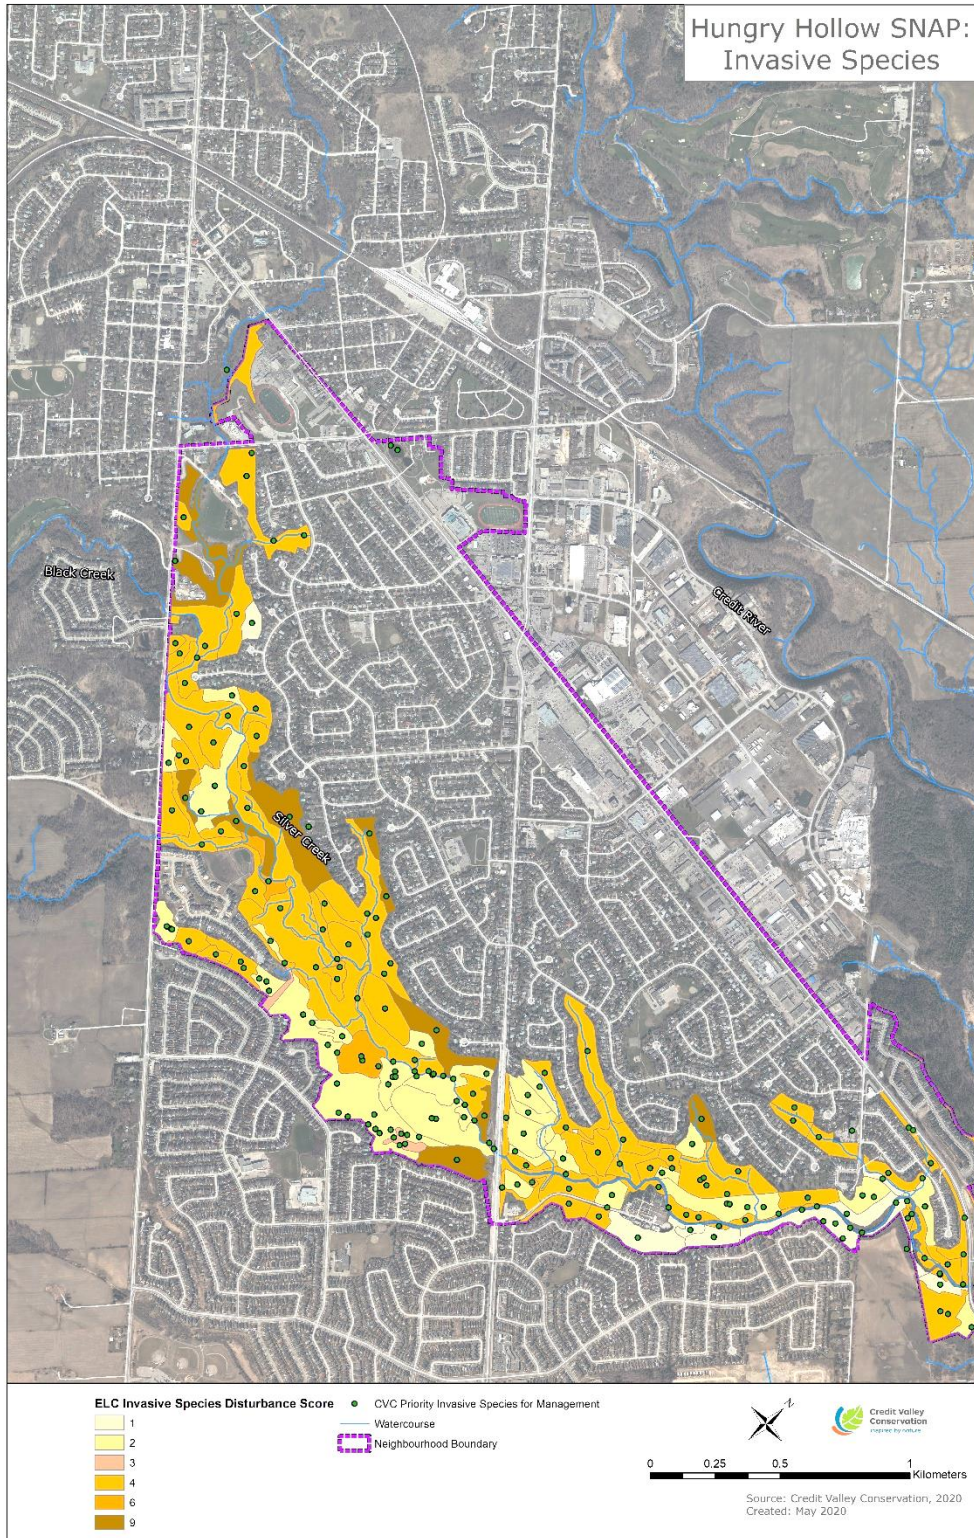 Hungry Hollow SNAP:
Invasive Species
Black Creek
Credit River
Silver Creek
ELC Invasive Species Disturbance Score
1
2
3
4
6
9
CVC Priority Invasive Species for Management
Watercourse
Neighbourhood Boundary
N
Credit Valley
Conservation
inspired by nature
0 0.25 0.5 1
Kilometers
Source: Credit Valley Conservation, 2020
Created: May 2020